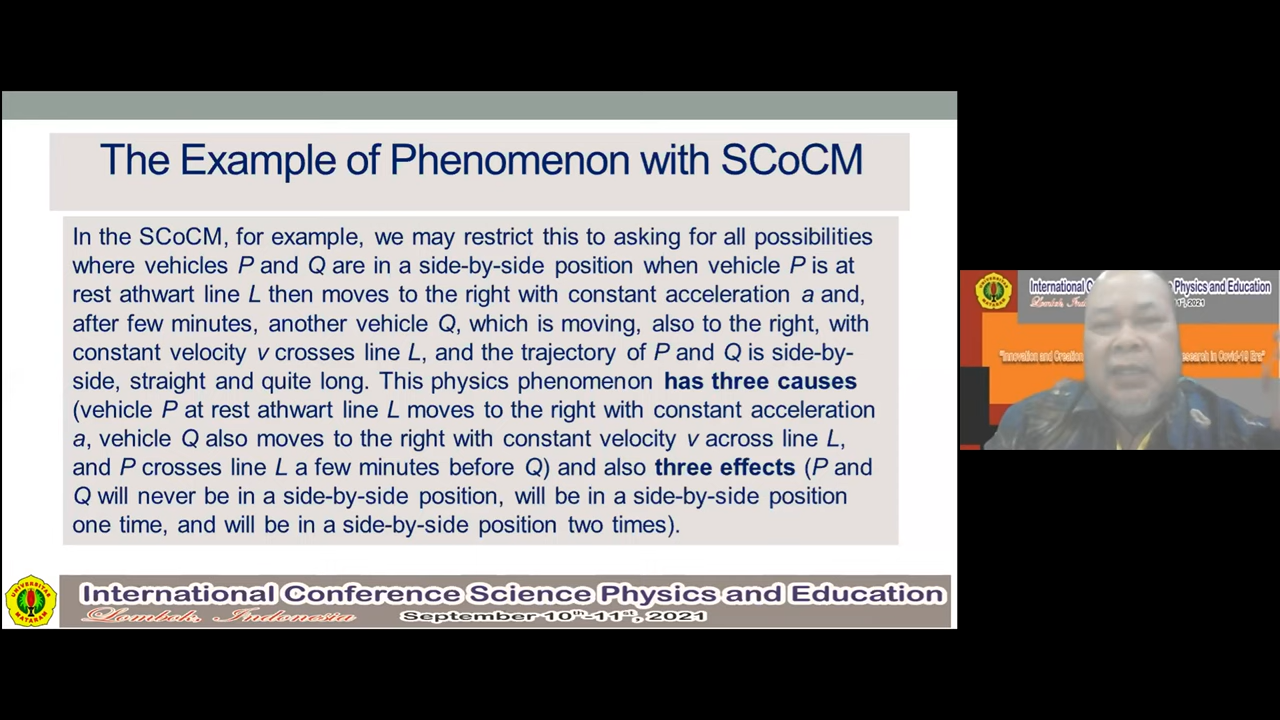 The Example of Phenomenon with SCoCM
In the SCoCM, for example, we may restrict this to asking for all possibilities
where vehicles P and Q are in a side-by-side position when vehicle P is at
rest athwart line L then moves to the right with constant acceleration a and,
after few minutes, another vehicle Q, which is moving, also to the right, with
constant velocity v crosses line L, and the trajectory of P and Q is side-by-
side, straight and quite long. This physics phenomenon has three causes
(vehicle P at rest athwart line L moves to the right with constant acceleration
a, vehicle Q also moves to the right with constant velocity v across line L,
and P crosses line L a few minutes before Q) and also three effects (P and
Q will never be in a side-by-side position, will be in a side-by-side position
one time, and will be in a side-by-side position two times).
UNIVERSITAS
MATARAM
International Conference Science Physics and Education
Lombok, Indonesia
September 10th-11st, 2021
International Physics and Education
Lombok, 2021
"Innovation and Creation esearch in Covid-19 Era"